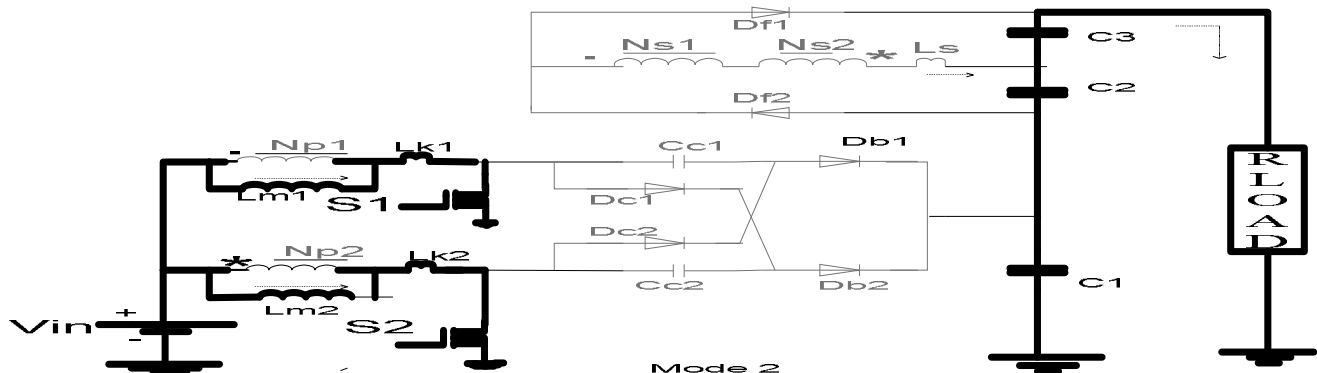 Df1
C3
-
Ns1
Ns2
*
Ls
C2
Df2
-
Np1
Lk1
Cc1
Db1
Lm1
S1
Dc1
Dc2
*
Np2
Lk2
Cc2
Db2
C1
Lm2
S2
Vin
+
-
RLOAD
Mode 2